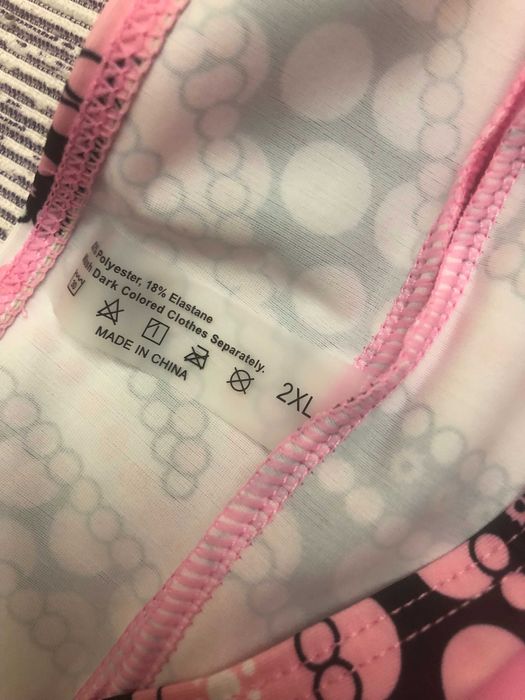 Polyester, 18% Elastane
Wash Dark Colored Clothes Separately.
MADE IN CHINA
2XL